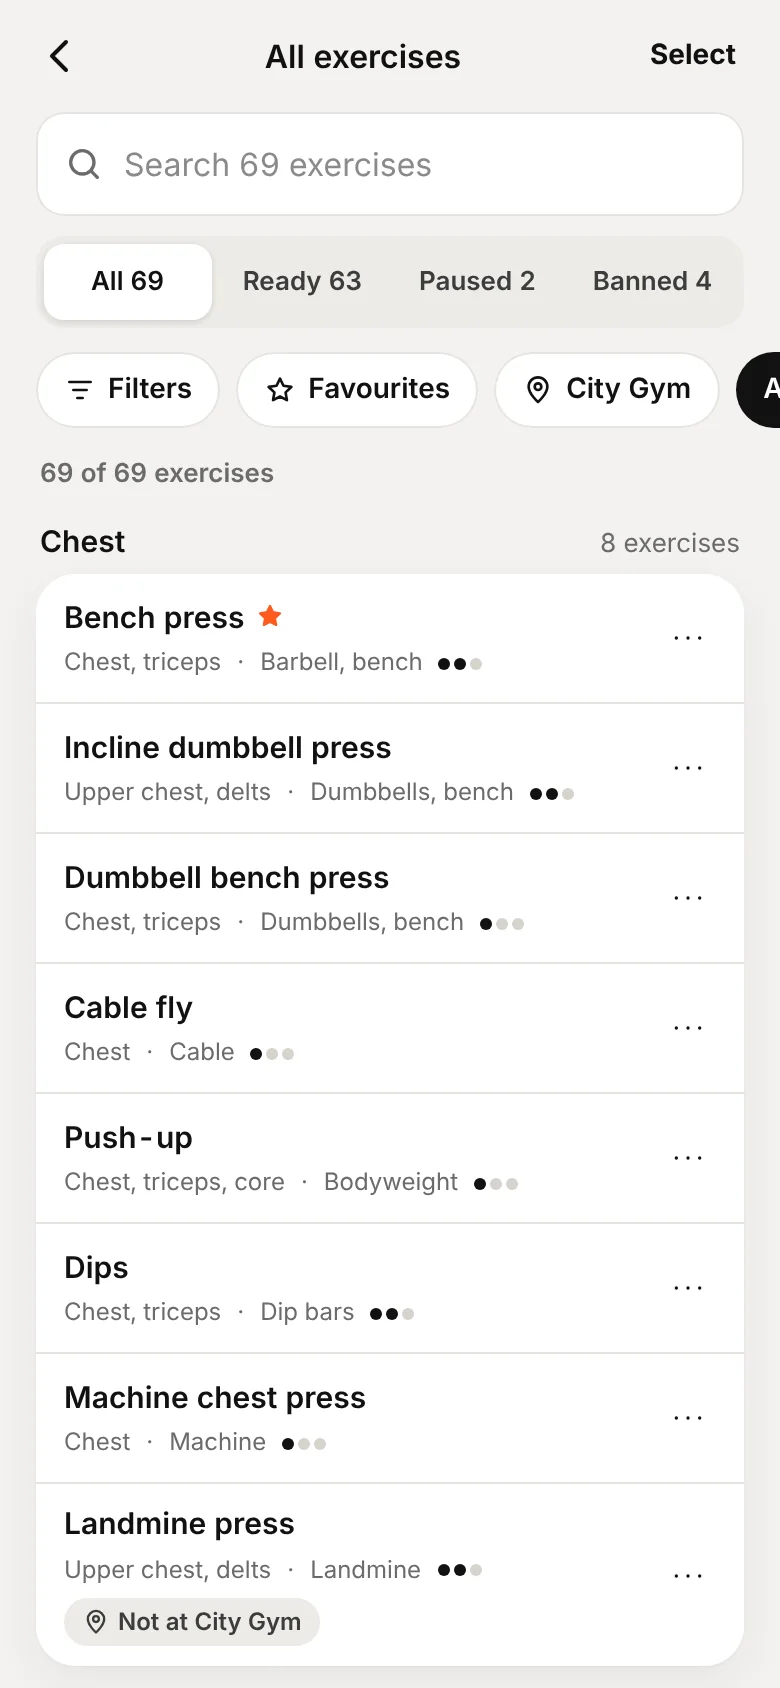 All exercises
Select
Search 69 exercises
All 69
Ready 63
Paused 2
Banned 4
Filters
Favourites
City Gym
A
69 of 69 exercises
Chest
8 exercises
Bench press
Chest, triceps · Barbell, bench
Incline dumbbell press
Upper chest, delts · Dumbbells, bench
Dumbbell bench press
Chest, triceps · Dumbbells, bench
Cable fly
Chest · Cable
Push-up
Chest, triceps, core · Bodyweight
Dips
Chest, triceps · Dip bars
Machine chest press
Chest · Machine
Landmine press
Upper chest, delts · Landmine
Not at City Gym